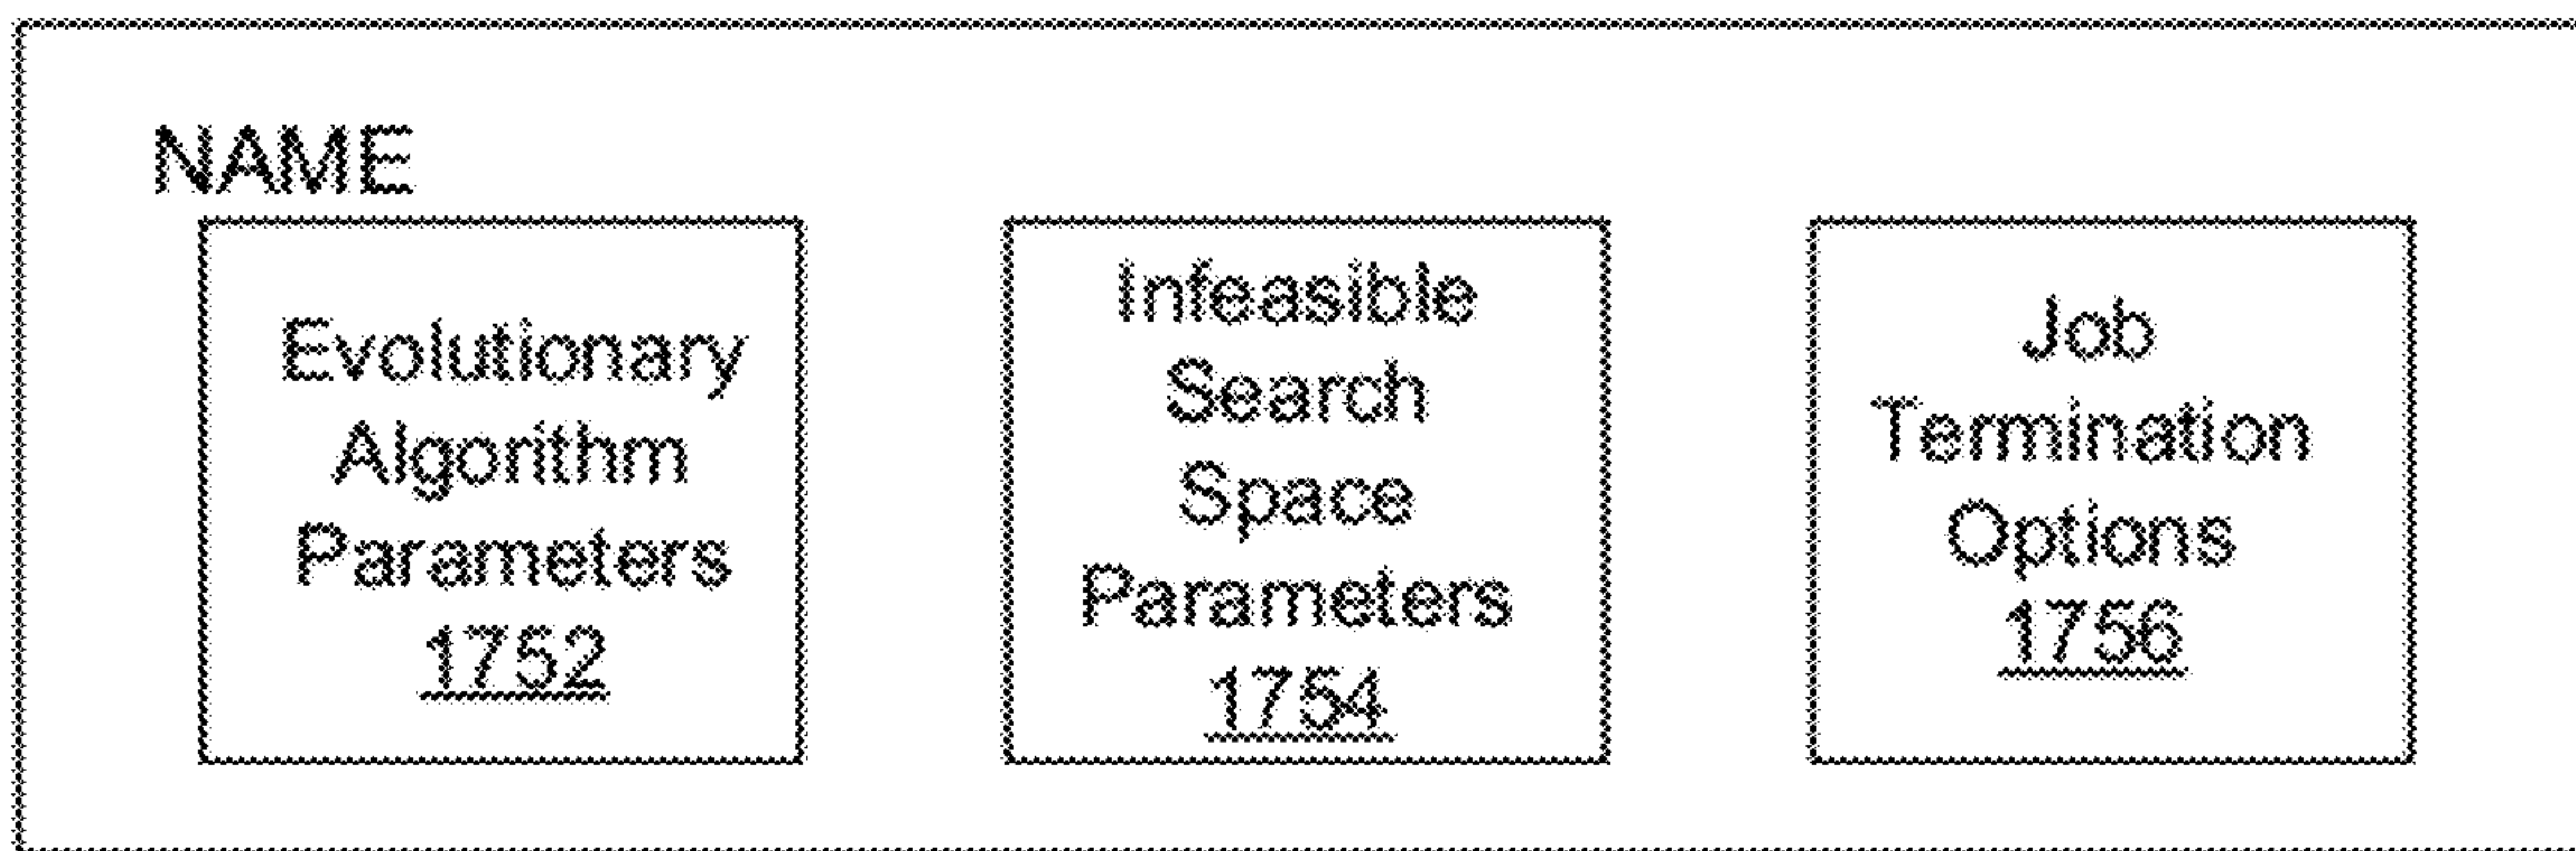 NAME
Evolutionary
Algorithm
Parameters
1752
Infeasible
Search
Space
Parameters
1754
Job
Termination
Options
1756